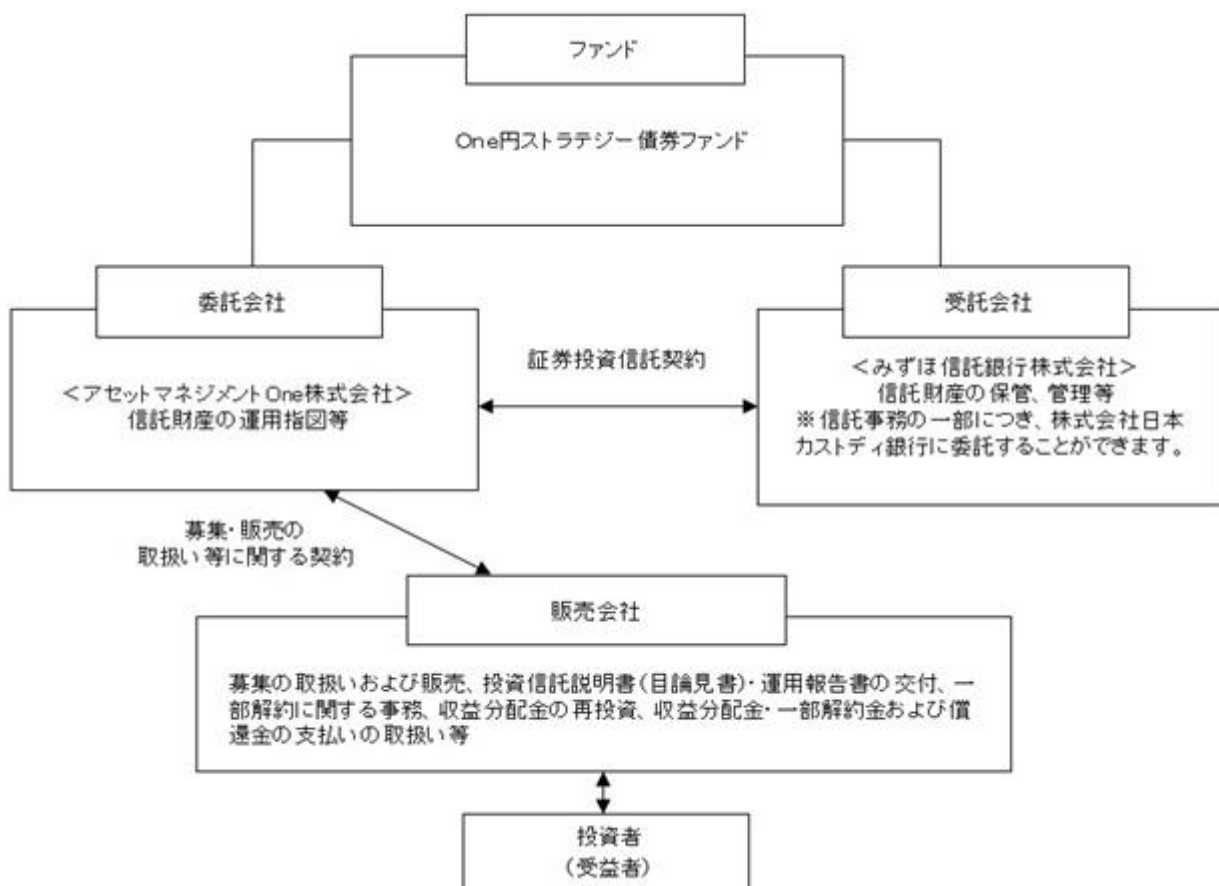 ファンド
One円ストラテジー債券ファンド
委託会社
<アセットマネジメントOne株式会社>
信託財産の運用指図等
証券投資信託契約
受託会社
<みずほ信託銀行株式会社>
信託財産の保管、管理等
※信託事務の一部につき、株式会社日本
カストディ銀行に委託することができます。
募集・販売の
取扱い等に関する契約
販売会社
募集の取扱いおよび販売、投資信託説明書(目論見書)・運用報告書の交付、一
部解約に関する事務、収益分配金の再投資、収益分配金・一部解約金および償
還金の支払いの取扱い等
投資者
(受益者)